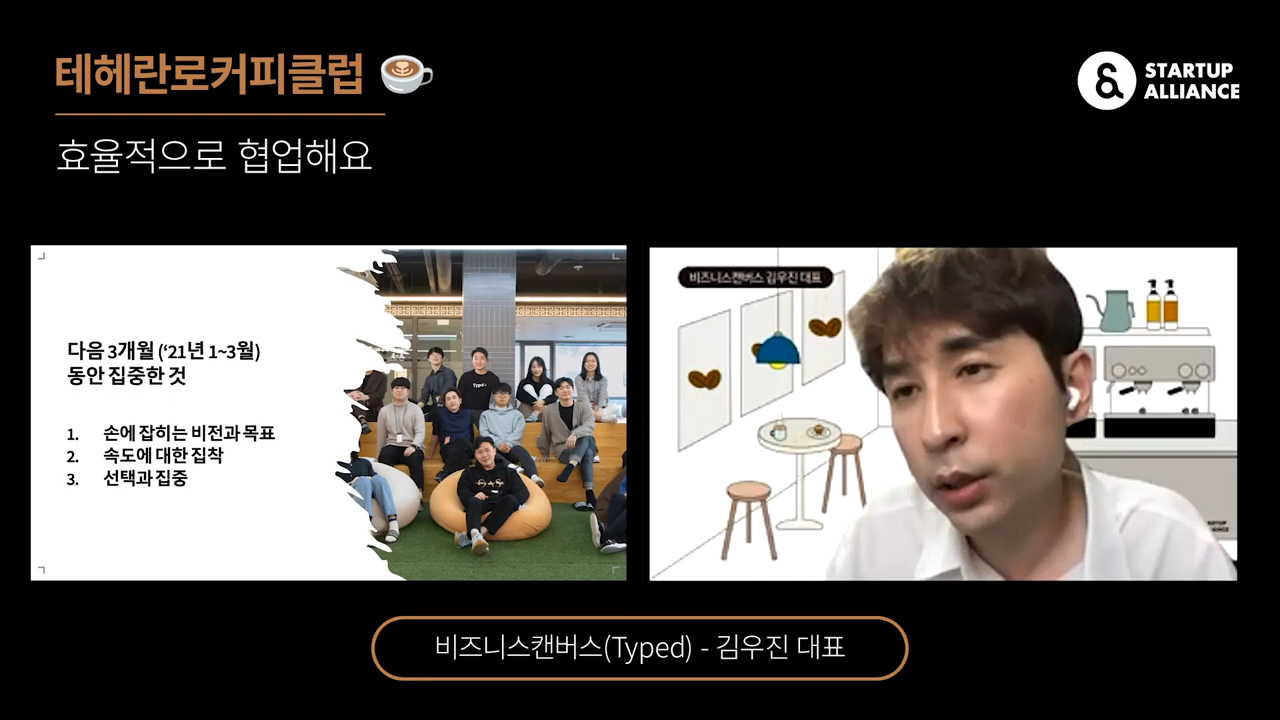 테헤란로커피클럽
STARTUP
ALLIANCE
효율적으로 협업해요
다음 3개월 (‘21년 1~3월)
동안 집중한 것
1. 손에 잡히는 비전과 목표
2. 속도에 대한 집착
3. 선택과 집중
Typed.
비즈니스캔버스 김우진 대표
비즈니스캔버스(Typed) - 김우진 대표